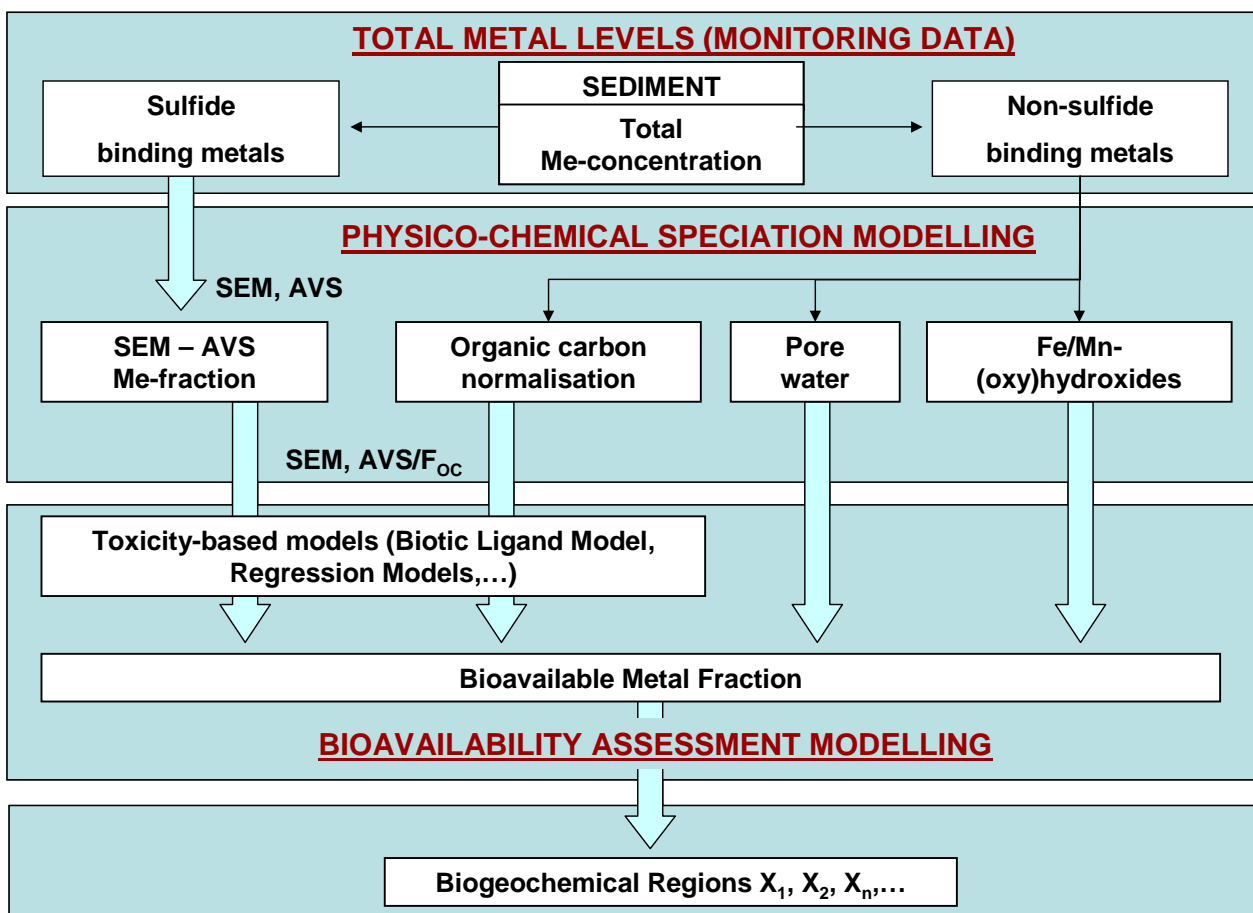 TOTAL METAL LEVELS (MONITORING DATA)
SEDIMENT
Total
Me-concentration
Sulfide
binding metals
Non-sulfide
binding metals
PHYSICO-CHEMICAL SPECIATION MODELLING
SEM, AVS
SEM – AVS
Me-fraction
Organic carbon
normalisation
Pore
water
Fe/Mn-
(oxy)hydroxides
SEM, AVS/F_OC
Toxicity-based models (Biotic Ligand Model,
Regression Models,…)
Bioavailable Metal Fraction
BIOAVAILABILITY ASSESSMENT MODELLING
Biogeochemical Regions X₁, X₂, Xₙ,…